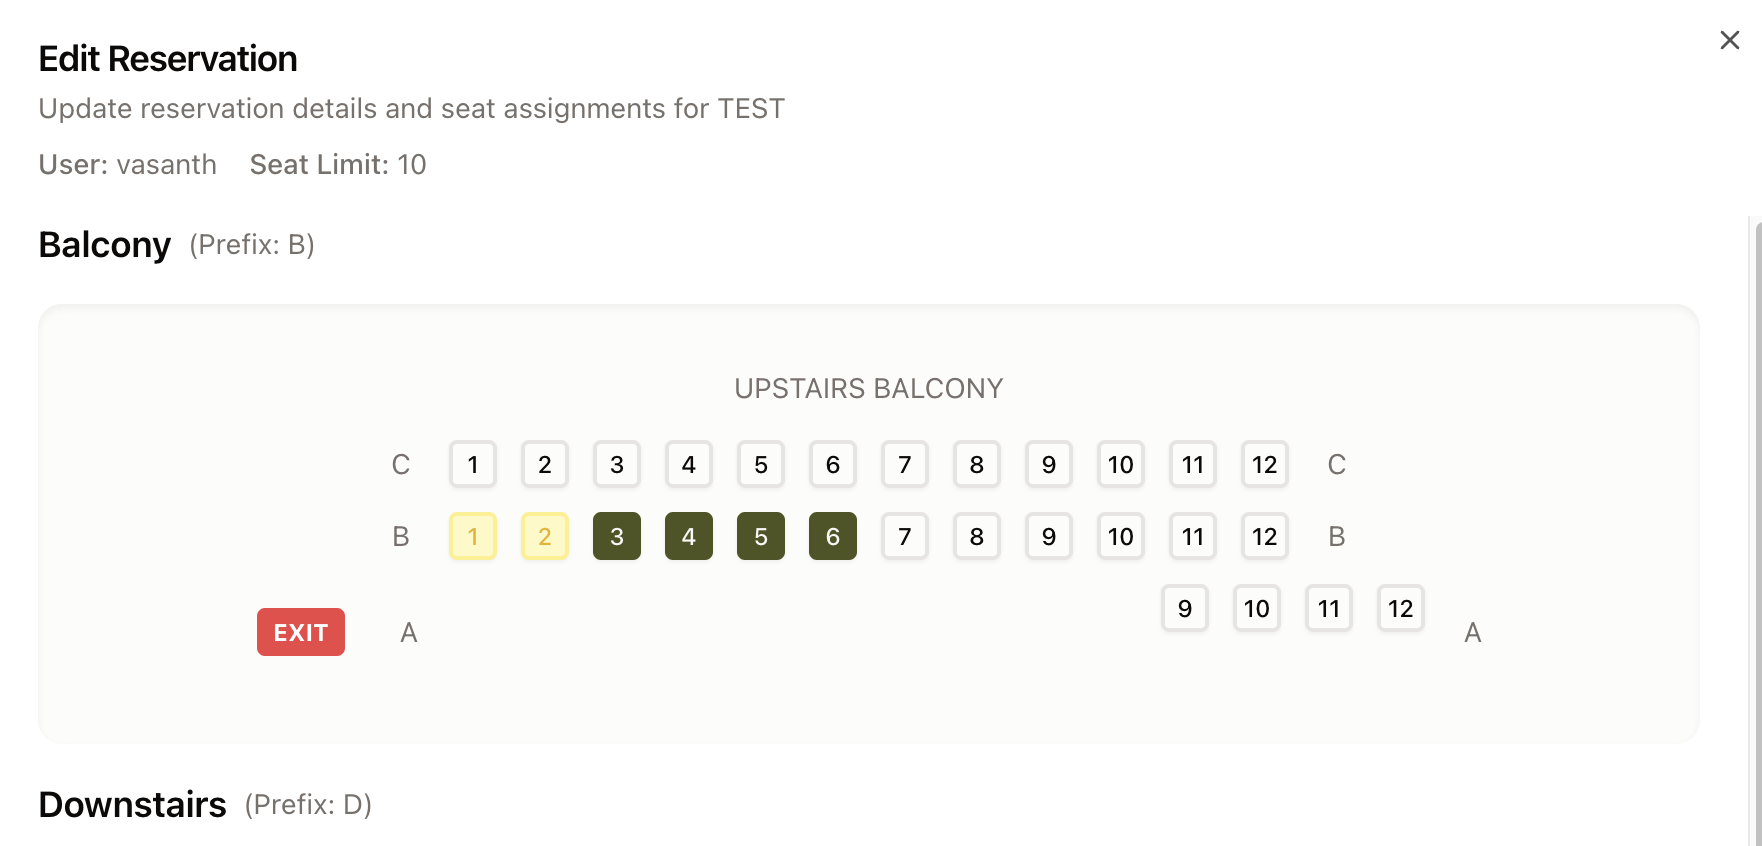 Edit Reservation
Update reservation details and seat assignments for TEST
User: vasanth Seat Limit: 10
Balcony (Prefix: B)
UPSTAIRS BALCONY
C 1 2 3 4 5 6 7 8 9 10 11 12 C
B 1 2 3 4 5 6 7 8 9 10 11 12 B
9 10 11 12
EXIT A A
Downstairs (Prefix: D)